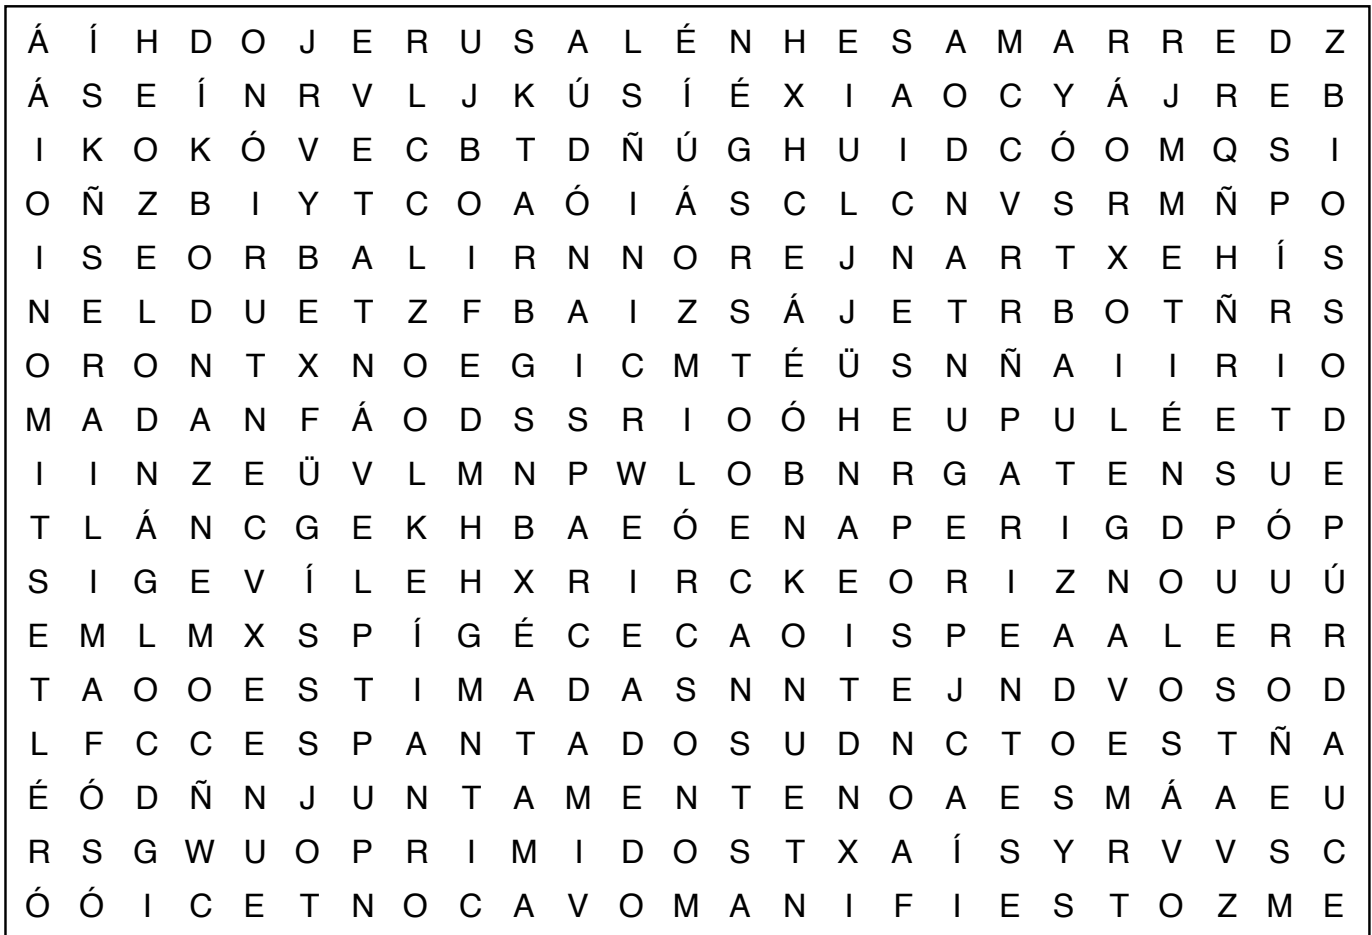 Á Í H D O J E R U S A L É N H E S A M A R R E D Z
Á S E Í N R V L J K Ú S Í É X I A O C Y Á J R E B
I K O K Ó V E C B T D Ñ Ú G H U I D C Ó O M Q S I
O Ñ Z B I Y T C O A Ó I Á S C L C N V S R M Ñ P O
I S E O R B A L I R N N O R E J N A R T X E H Í S
N E L D U E T Z F B A I Z S Á J E T R B O T Ñ R S
O R O N T X N O E G I C M T É Ü S N Ñ A I I R I O
M A D A N F Á O D S S R I O Ó H E U P U L É E T D
I I N Z E Ü V L M N P W L O B N R G A T E N S U E
T L Á N C G E K H B A E Ó E N A P E R I G D P Ó P
S I G E V Í L E H X R I R C K E O R I Z N O U U Ú
E M L M X S P Í G É C E C A O I S P E A A L E R R
T A O O E S T I M A D A S N N T E J N D V O S O D
L F C C E S P A N T A D O S U D N C T O E S T Ñ A
É Ó D Ñ N J U N T A M E N T E N O A E S M Á A E U
R S G W U O P R I M I D O S T X A Í S Y R V V S C
Ó Ó I C E T N O C A V O M A N I F I E S T O Z M E